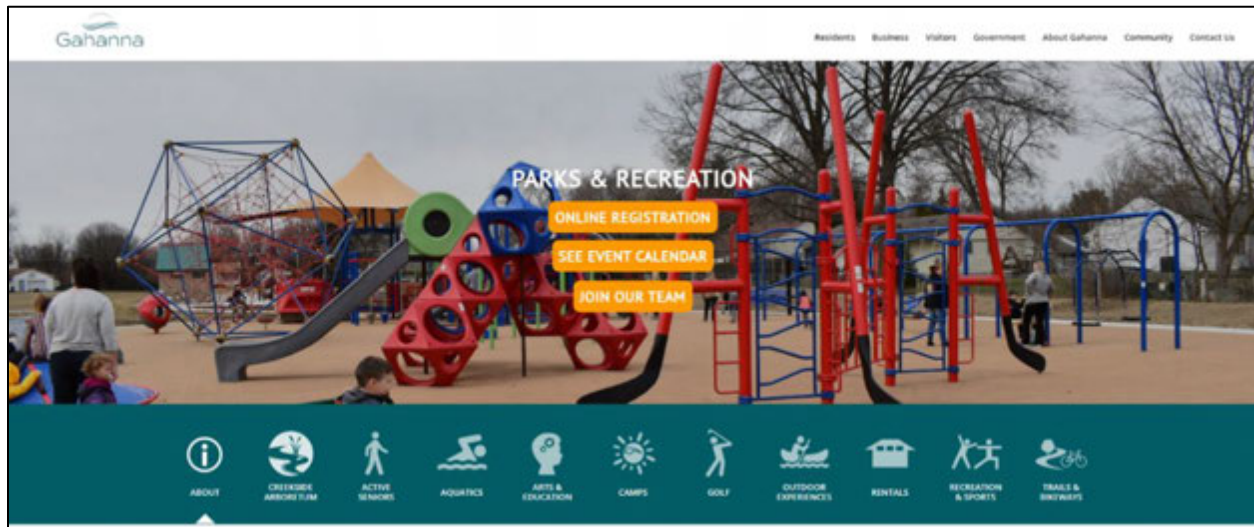 Gahanna
Residents Business Visitors Government About Gahanna Community Contact Us
PARKS & RECREATION
ONLINE REGISTRATION
SEE EVENT CALENDAR
JOIN OUR TEAM
ABOUT
CREEKSIDE
ARBORETUM
ACTIVE
SENIORS
AQUATICS
ARTS &
EDUCATION
CAMPS
GOLF
OUTDOOR
EXPERIENCES
RENTALS
RECREATION
& SPORTS
TRAILS &
BIKEWAYS